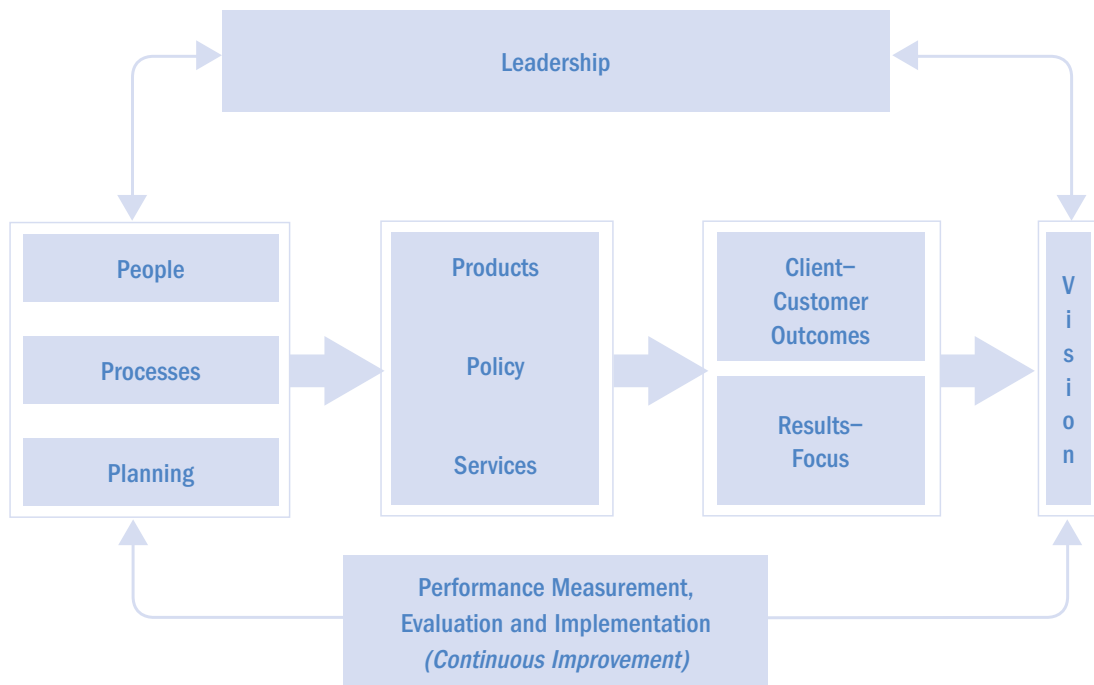 Leadership
People
Processes
Planning
Products
Policy
Services
Client–
Customer
Outcomes
Results–
Focus
Vision
Performance Measurement,
Evaluation and Implementation
(Continuous Improvement)